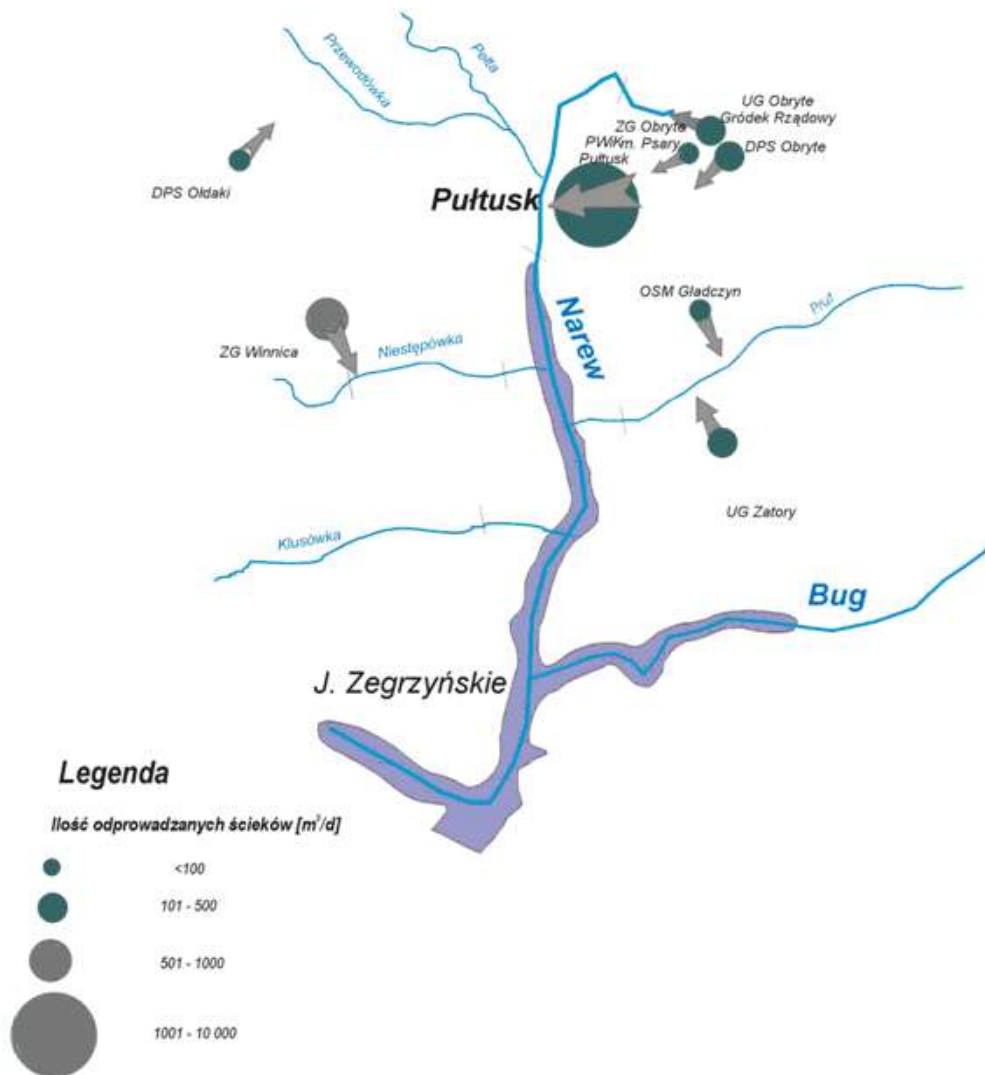 Przewodówka
Pełta
UG Obryte
Gródek Rządowy
ZG Obryte
PWiK m. Psary
DPS Obryte
Pułtusk
DPS Ołdaki
Pułtusk
OSM Gładczyn
Prut
Narew
ZG Winnica
Niestępówka
UG Zatory
Klusówka
Bug
J. Zegrzyńskie
Legenda
Ilość odprowadzanych ścieków [m³/d]
<100
101 - 500
501 - 1000
1001 - 10 000